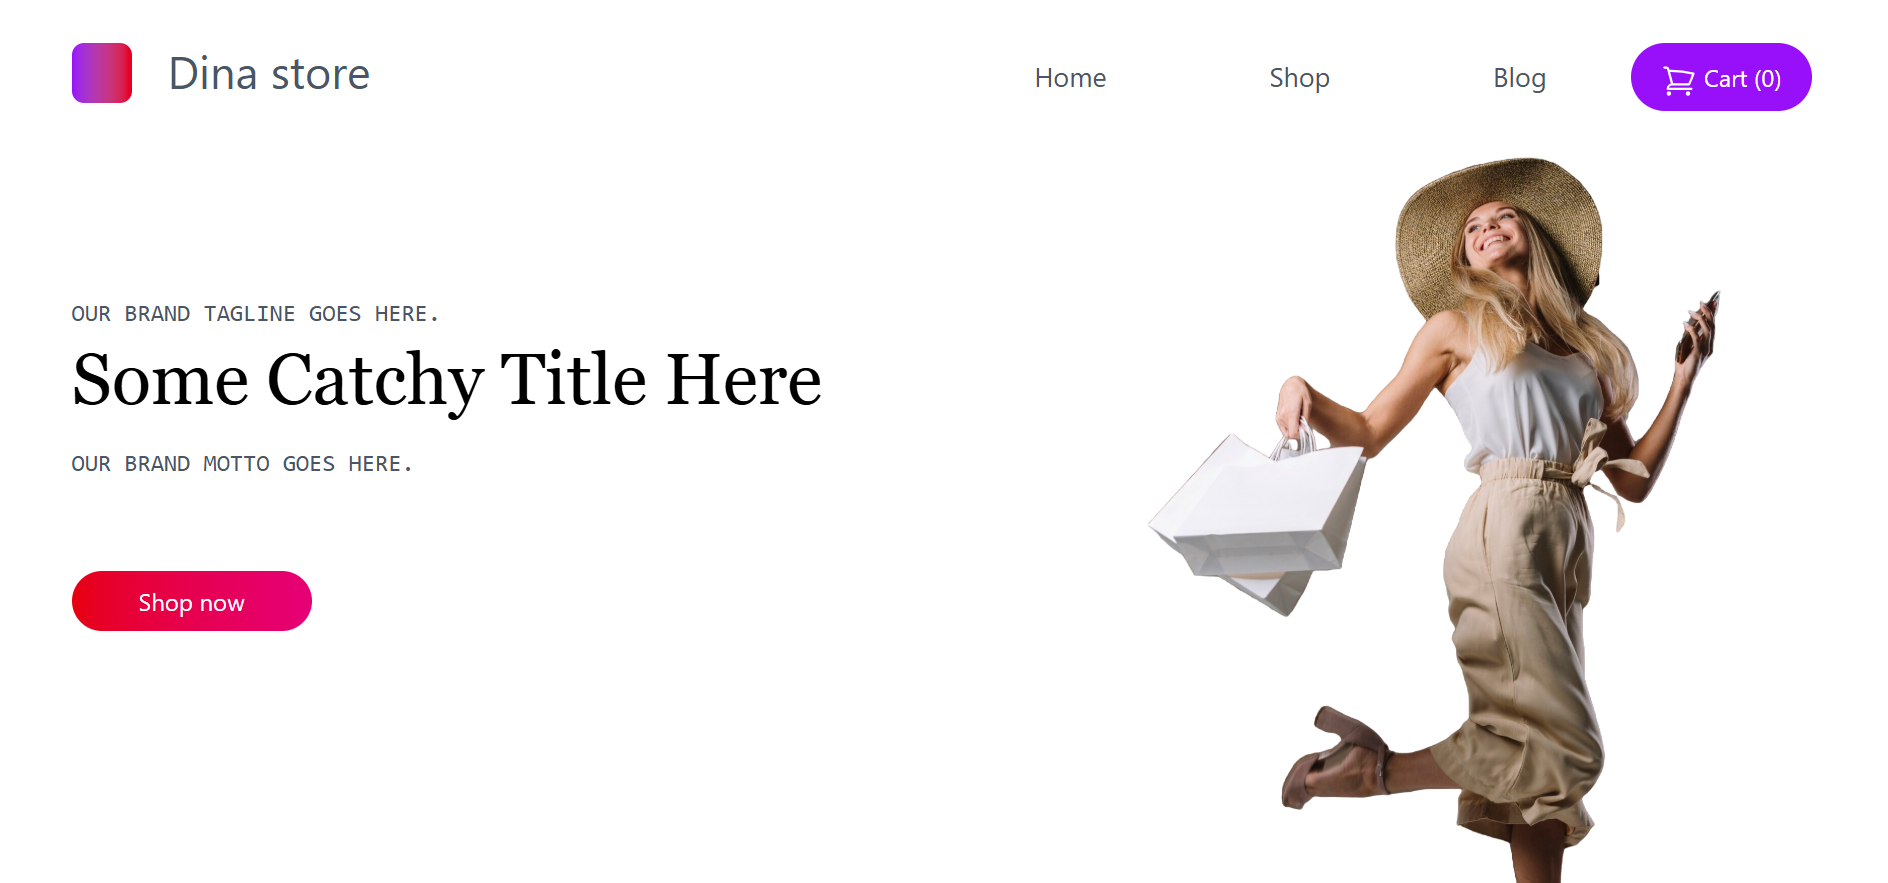 Dina store
Home
Shop
Blog
Cart (0)
OUR BRAND TAGLINE GOES HERE.
Some Catchy Title Here
OUR BRAND MOTTO GOES HERE.
Shop now